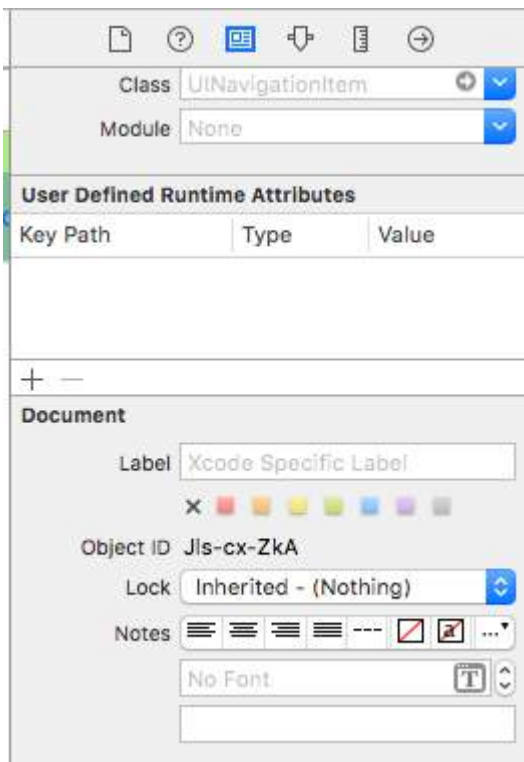 Class UINavigationItem
Module None
User Defined Runtime Attributes
Key Path Type Value
+ —
Document
Label Xcode Specific Label
Object ID Jls-cx-ZkA
Lock Inherited - (Nothing)
Notes --- a ...
No Font T